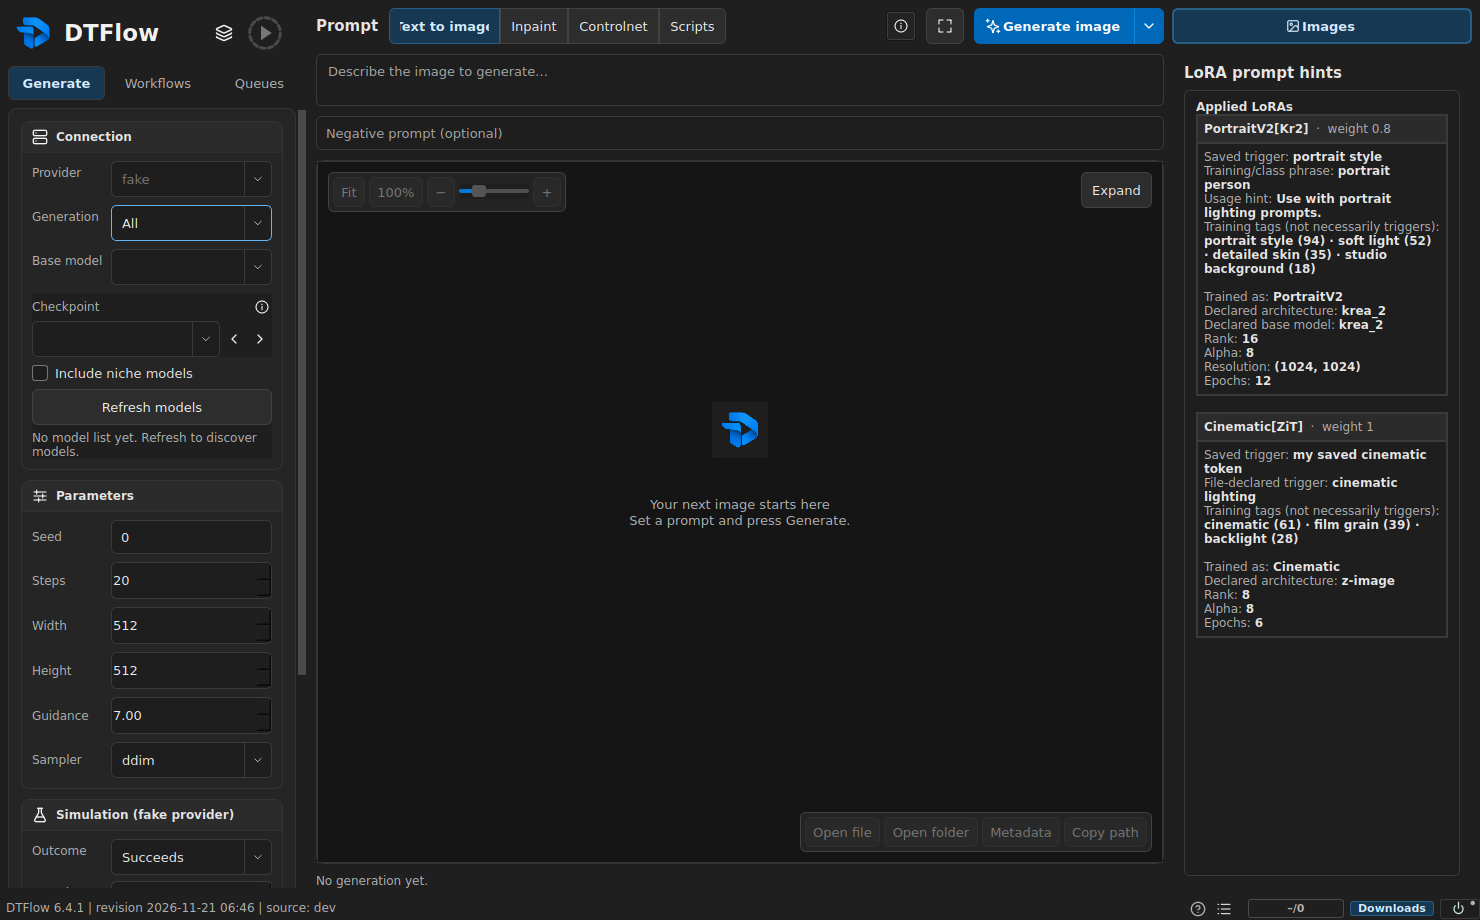 DTFlow
Generate
Workflows
Queues
Connection
Provider
fake
Generation
All
Base model
Checkpoint
Include niche models
Refresh models
No model list yet. Refresh to discover
models.
Parameters
Seed
0
Steps
20
Width
512
Height
512
Guidance
7.00
Sampler
ddim
Simulation (fake provider)
Outcome
Succeeds
Prompt
Text to image
Inpaint
Controlnet
Scripts
Generate image
Images
Describe the image to generate...
Negative prompt (optional)
Fit
100%
−
+
Expand
Your next image starts here
Set a prompt and press Generate.
Open file
Open folder
Metadata
Copy path
No generation yet.
LoRA prompt hints
Applied LoRAs
PortraitV2[Kr2] · weight 0.8
Saved trigger: portrait style
Training/class phrase: portrait
person
Usage hint: Use with portrait
lighting prompts.
Training tags (not necessarily triggers):
portrait style (94) · soft light (52)
· detailed skin (35) · studio
background (18)
Trained as: PortraitV2
Declared architecture: krea_2
Declared base model: krea_2
Rank: 16
Alpha: 8
Resolution: (1024, 1024)
Epochs: 12
Cinematic[ZiT] · weight 1
Saved trigger: my saved cinematic
token
File-declared trigger: cinematic
lighting
Training tags (not necessarily triggers):
cinematic (61) · film grain (39) ·
backlight (28)
Trained as: Cinematic
Declared architecture: z-image
Rank: 8
Alpha: 8
Epochs: 6
DTFlow 6.4.1 | revision 2026-11-21 06:46 | source: dev
–/0
Downloads